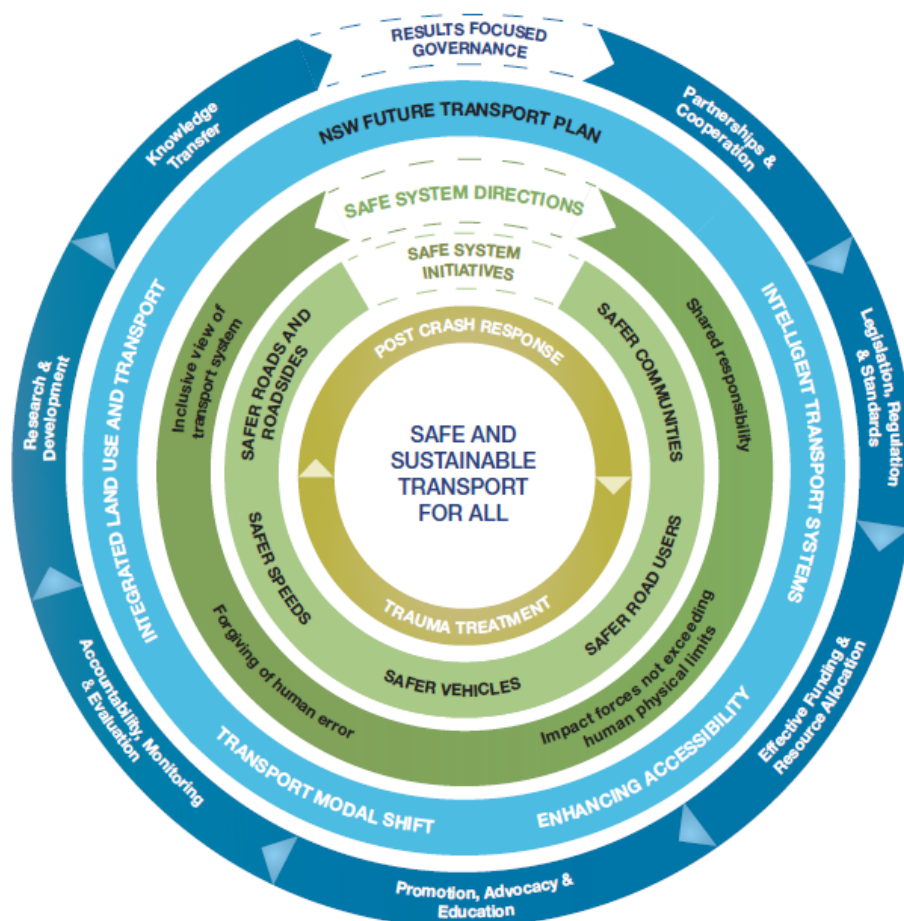 RESULTS FOCUSED
GOVERNANCE
Partnerships &
Cooperation
Legislation, Regulation
& Standards
Effective Funding &
Resource Allocation
Promotion, Advocacy &
Education
Accountability, Monitoring
& Evaluation
Research &
Development
Knowledge
Transfer
NSW FUTURE TRANSPORT PLAN
INTELLIGENT TRANSPORT SYSTEMS
ENHANCING ACCESSIBILITY
TRANSPORT MODAL SHIFT
INTEGRATED LAND USE AND TRANSPORT
SAFE SYSTEM DIRECTIONS
Shared responsibility
Impact forces not exceeding
human physical limits
Forgiving of human error
Inclusive view of
transport system
SAFE SYSTEM
INITIATIVES
SAFER COMMUNITIES
SAFER ROAD USERS
SAFER VEHICLES
SAFER SPEEDS
SAFER ROADS AND
ROADSIDES
POST CRASH RESPONSE
TRAUMA TREATMENT
SAFE AND
SUSTAINABLE
TRANSPORT
FOR ALL